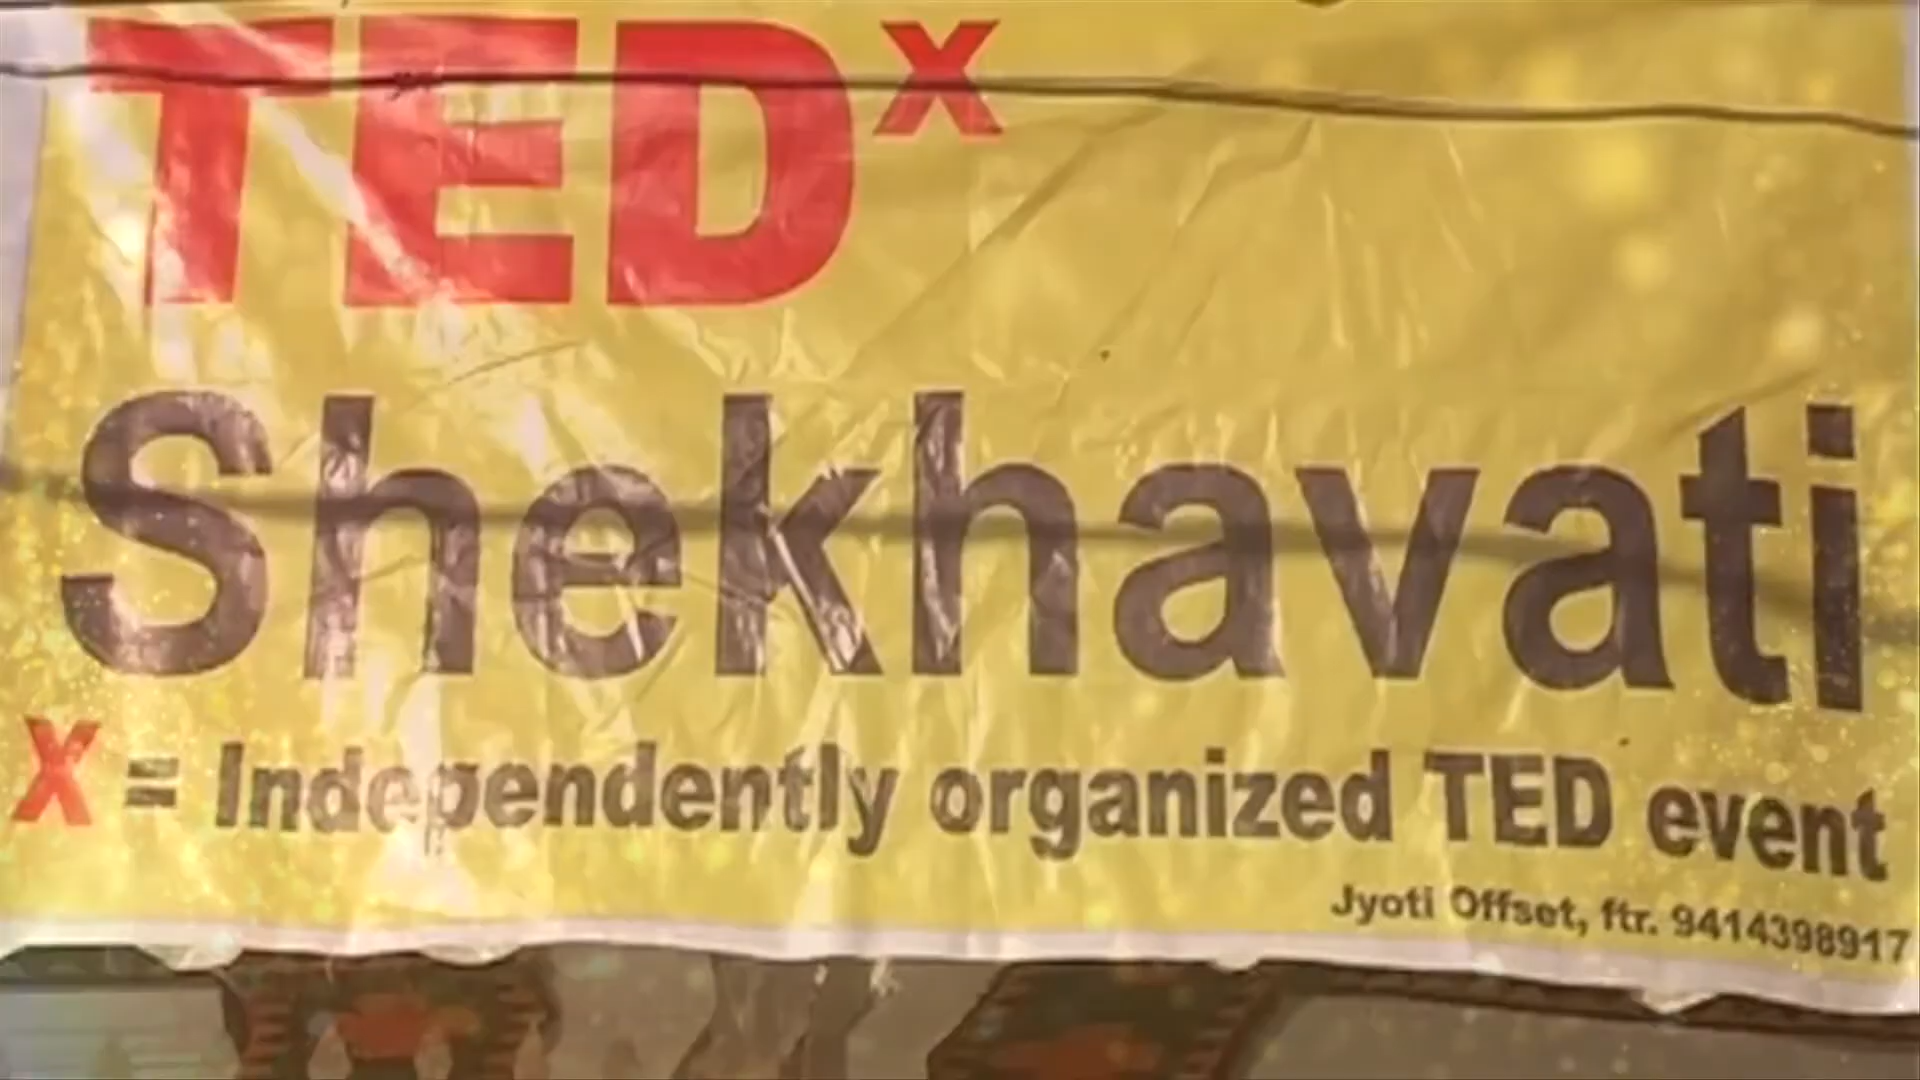 TEDx
Shekhavati
x = Independently organized TED event
Jyoti Offset, ftr. 9414398917